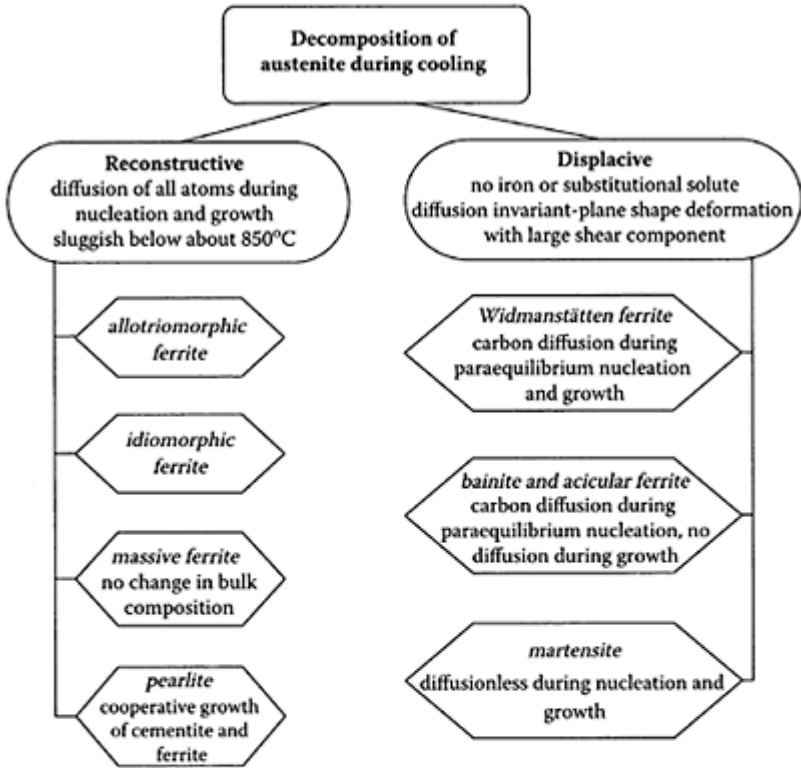 Decomposition of
austenite during cooling
Reconstructive
diffusion of all atoms during
nucleation and growth
sluggish below about 850°C
allotriomorphic
ferrite
idiomorphic
ferrite
massive ferrite
no change in bulk
composition
pearlite
cooperative growth
of cementite and
ferrite
Displacive
no iron or substitutional solute
diffusion invariant-plane shape deformation
with large shear component
Widmanstätten ferrite
carbon diffusion during
paraequilibrium nucleation
and growth
bainite and acicular ferrite
carbon diffusion during
paraequilibrium nucleation, no
diffusion during growth
martensite
diffusionless during nucleation and
growth